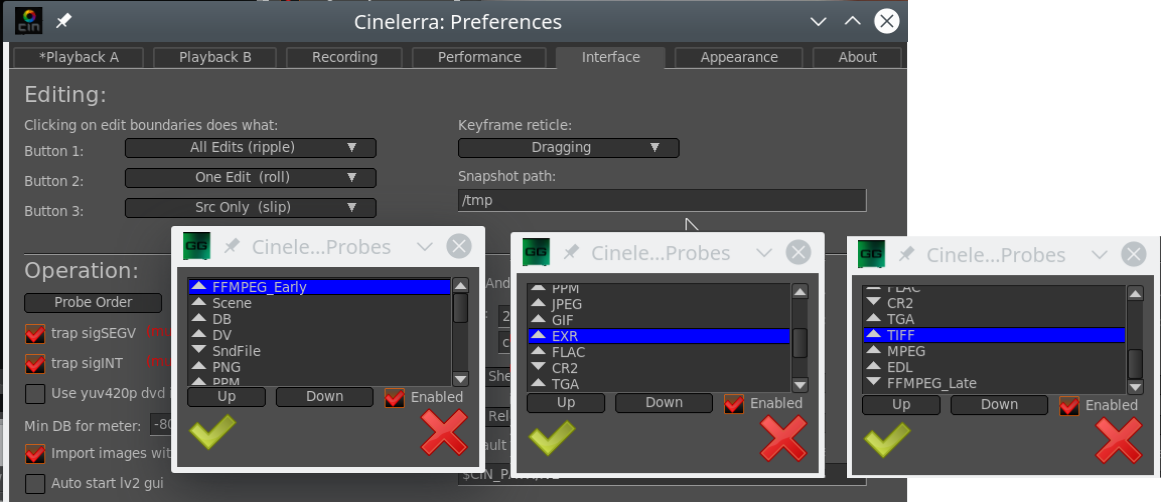 cin
Cinelerra: Preferences
*Playback A Playback B Recording Performance Interface Appearance About
Editing:
Clicking on edit boundaries does what:
Button 1: All Edits (ripple)
Button 2: One Edit (roll)
Button 3: Src Only (slip)
Keyframe reticle:
Dragging
Snapshot path:
/tmp
Operation:
Probe Order
trap sigSEGV
trap sigINT
Use yuv420p dvd
Min DB for meter: -80
Import images wit
Auto start lv2 gui
And
She
Rel
ault
GG Cinele...Probes
FFMPEG_Early
Scene
DB
DV
SndFile
PNG
PPM
Up Down Enabled
GG Cinele...Probes
PPM
JPEG
GIF
EXR
FLAC
CR2
TGA
Up Down Enabled
GG Cinele...Probes
FLAC
CR2
TGA
TIFF
MPEG
EDL
FFMPEG_Late
Up Down Enabled